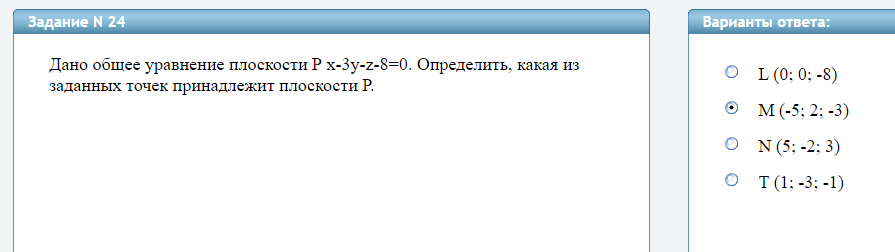 Задание N 24
Дано общее уравнение плоскости P x-3y-z-8=0. Определить, какая из
заданных точек принадлежит плоскости P.
Варианты ответа:
L (0; 0; -8)
M (-5; 2; -3)
N (5; -2; 3)
T (1; -3; -1)